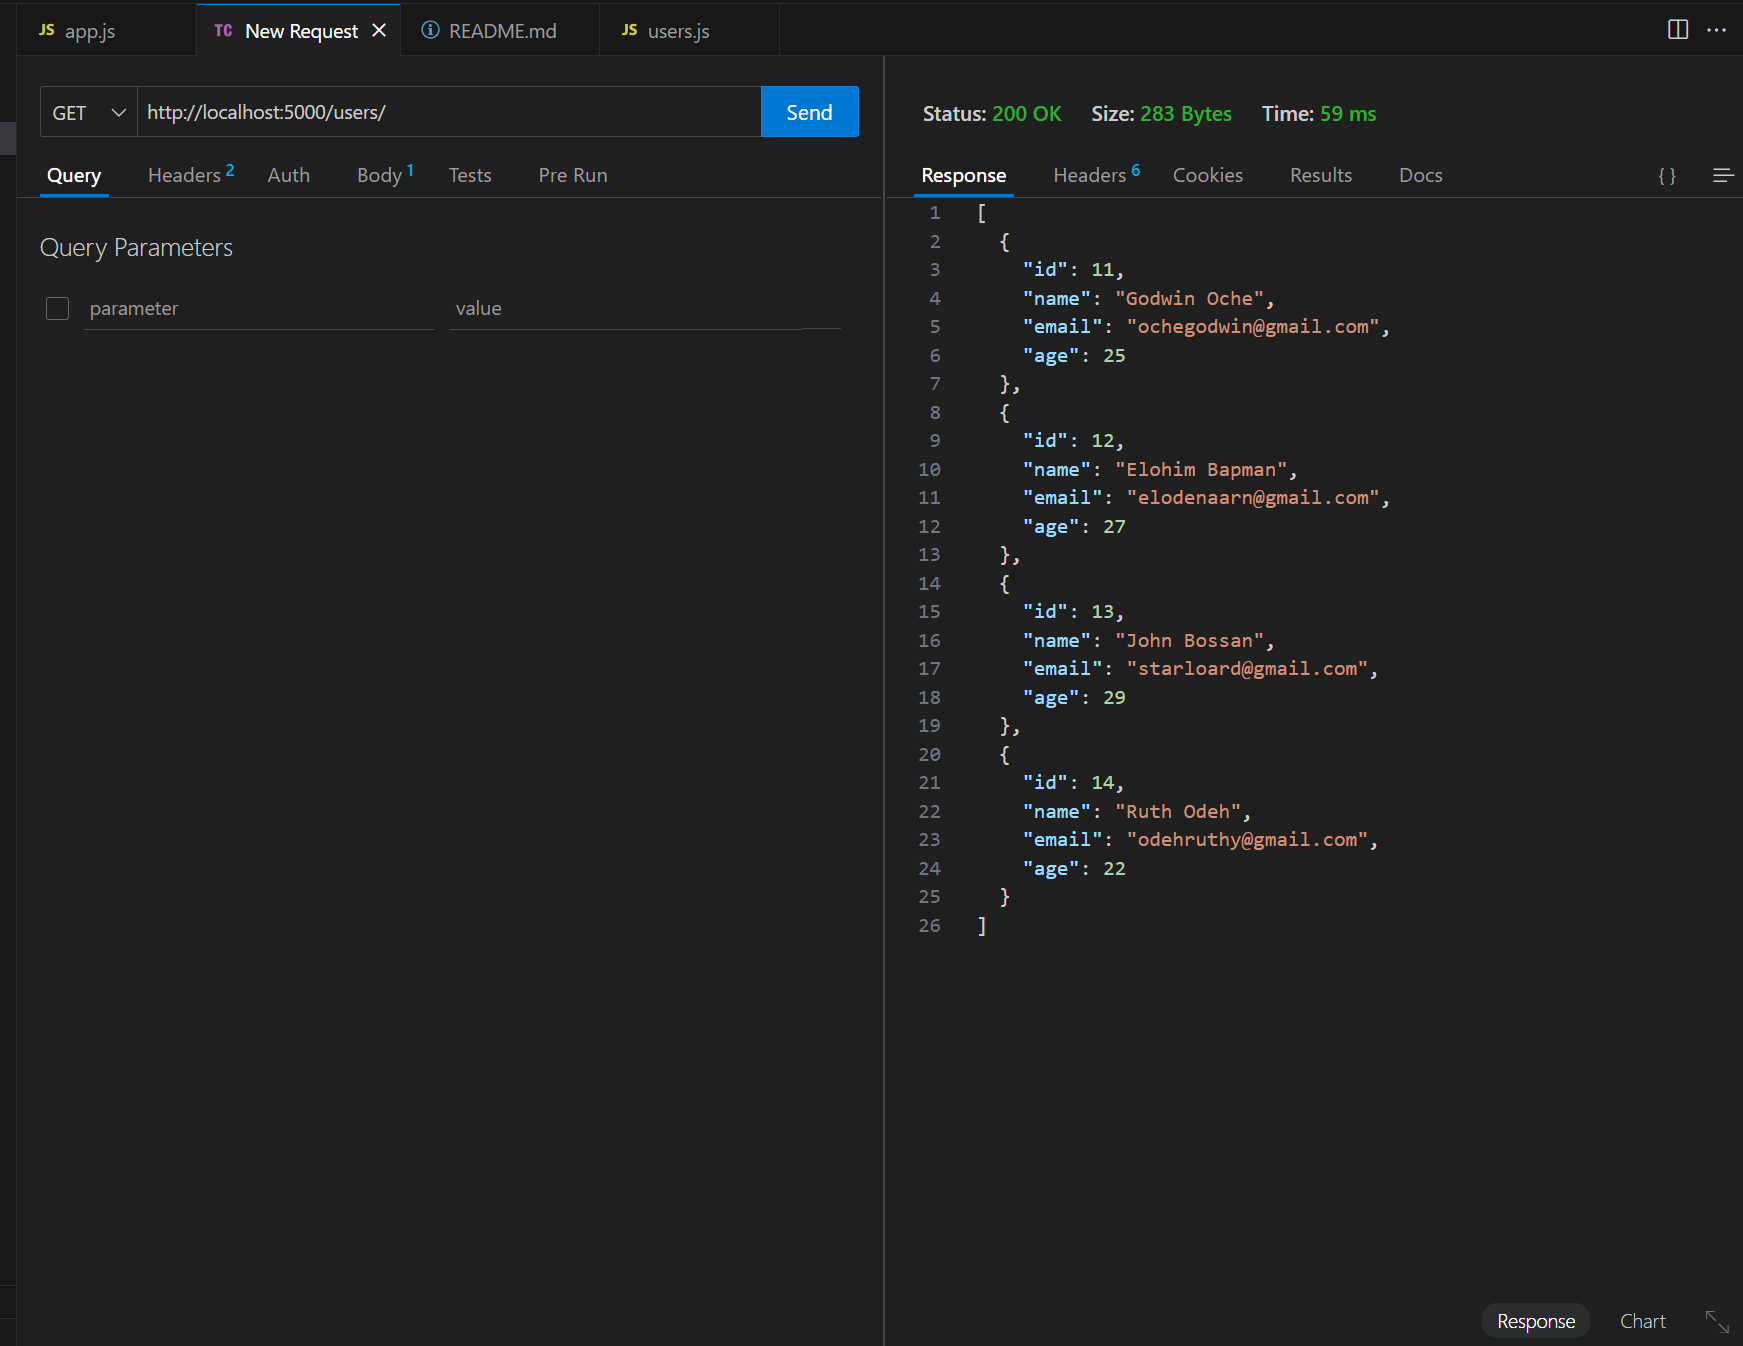 JS app.js
TC New Request
README.md
JS users.js
GET http://localhost:5000/users/ Send
Query Headers 2 Auth Body 1 Tests Pre Run
Query Parameters
parameter value
Status: 200 OK Size: 283 Bytes Time: 59 ms
Response Headers 6 Cookies Results Docs { }
1 [
2 {
3 "id": 11,
4 "name": "Godwin Oche",
5 "email": "ochegodwin@gmail.com",
6 "age": 25
7 },
8 {
9 "id": 12,
10 "name": "Elohim Bapman",
11 "email": "elodenaarn@gmail.com",
12 "age": 27
13 },
14 {
15 "id": 13,
16 "name": "John Bossan",
17 "email": "starloard@gmail.com",
18 "age": 29
19 },
20 {
21 "id": 14,
22 "name": "Ruth Odeh",
23 "email": "odehruthy@gmail.com",
24 "age": 22
25 }
26 ]
Response Chart